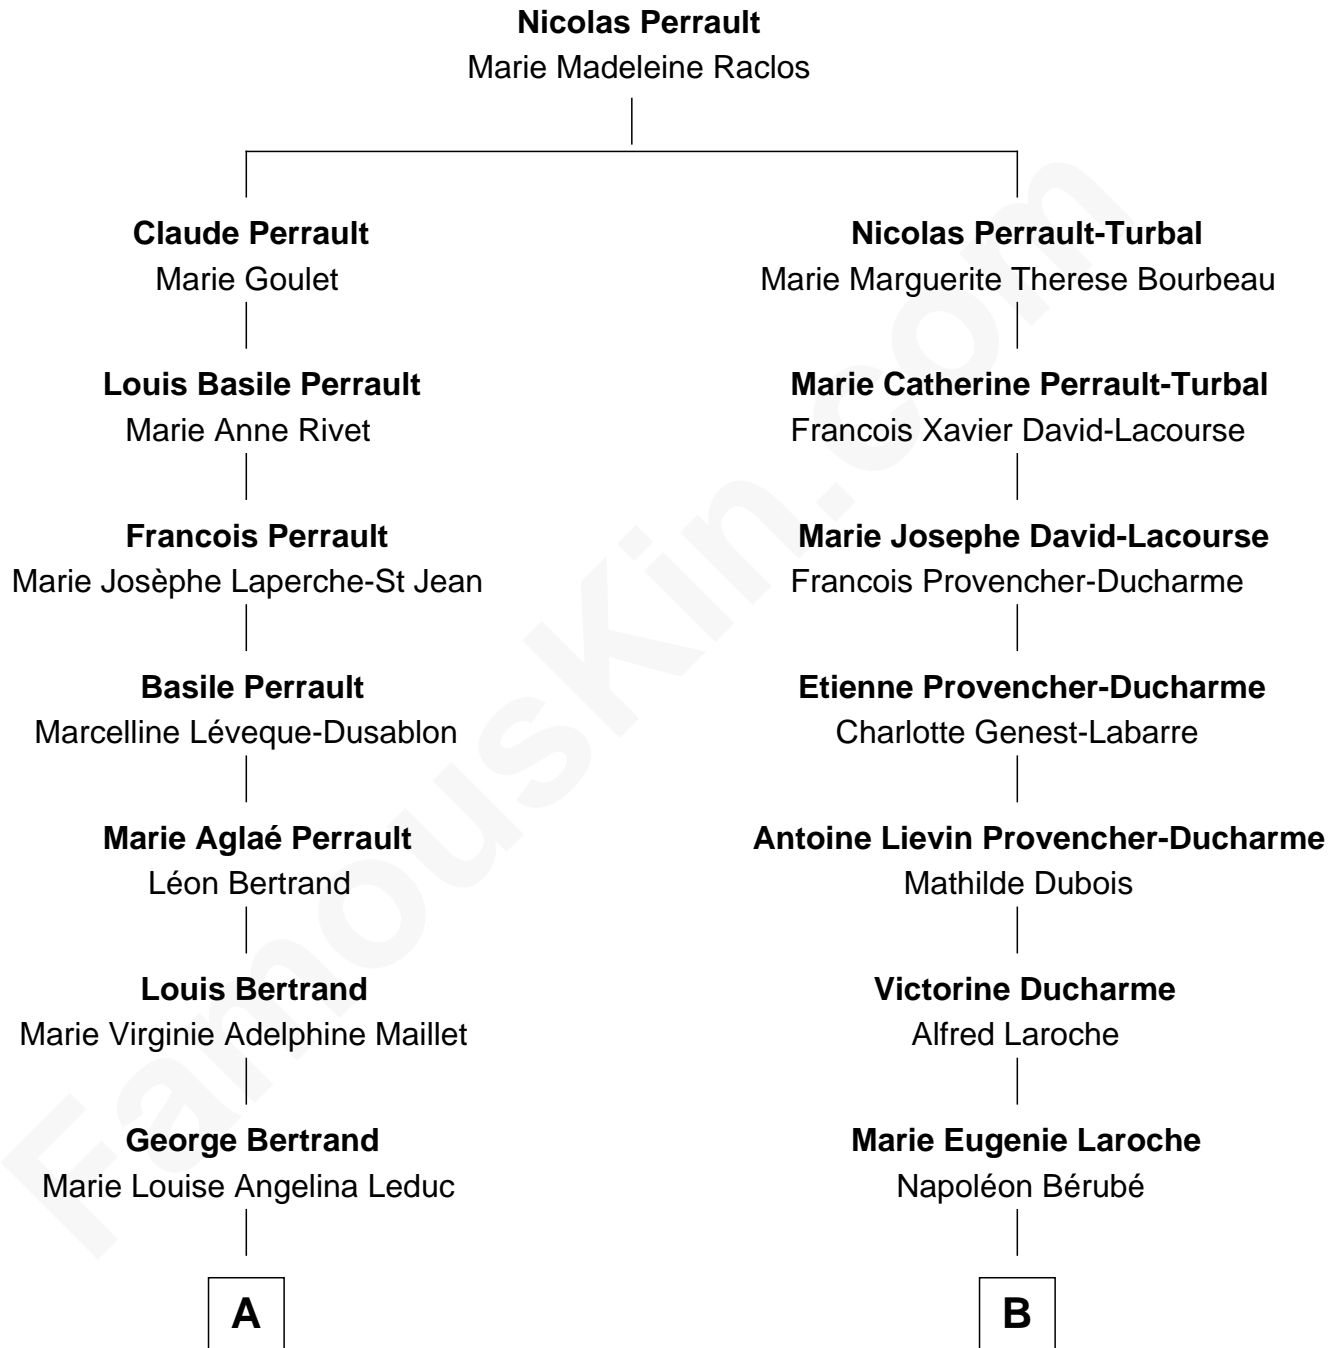 Nicolas Perrault
Marie Madeleine Raclos
Claude Perrault
Marie Goulet
Louis Basile Perrault
Marie Anne Rivet
Francois Perrault
Marie Josèphe Laperche-St Jean
Basile Perrault
Marcelline Léveque-Dusablon
Marie Aglaé Perrault
Léon Bertrand
Louis Bertrand
Marie Virginie Adelphine Maillet
George Bertrand
Marie Louise Angelina Leduc
A
Nicolas Perrault-Turbal
Marie Marguerite Therese Bourbeau
Marie Catherine Perrault-Turbal
Francois Xavier David-Lacourse
Marie Josephe David-Lacourse
Francois Provencher-Ducharme
Etienne Provencher-Ducharme
Charlotte Genest-Labarre
Antoine Lievin Provencher-Ducharme
Mathilde Dubois
Victorine Ducharme
Alfred Laroche
Marie Eugenie Laroche
Napoléon Bérubé
B
FamousKin.com